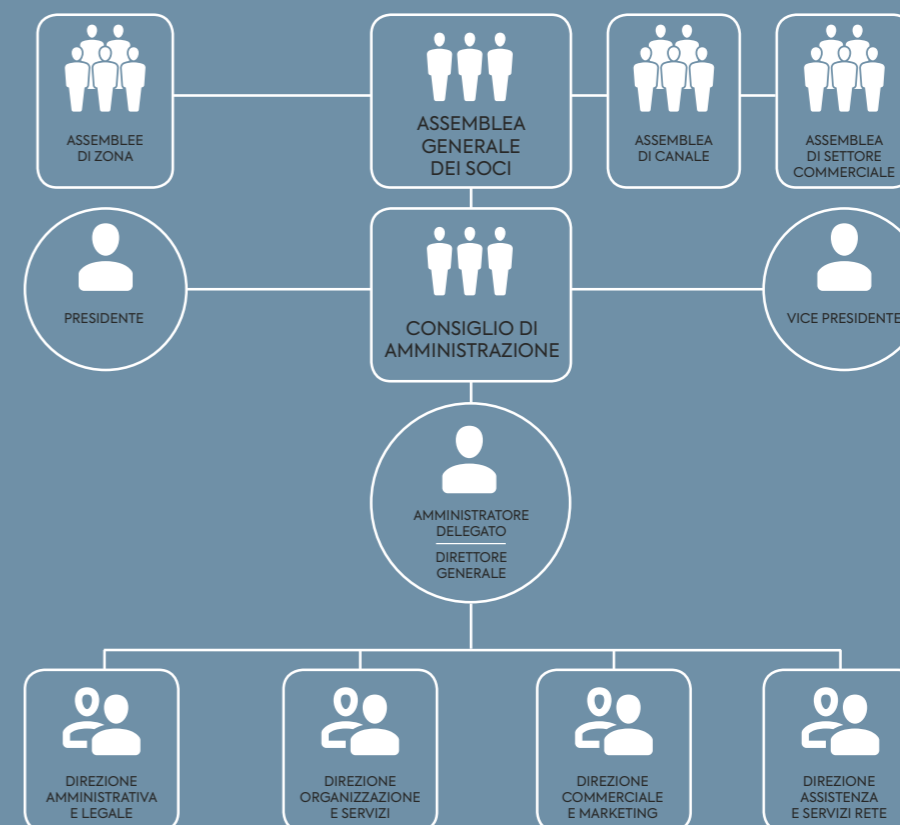 ASSEMBLEE
DI ZONA
ASSEMBLEA
GENERALE
DEI SOCI
ASSEMBLEA
DI CANALE
ASSEMBLEA
DI SETTORE
COMMERCIALE
PRESIDENTE
CONSIGLIO DI
AMMINISTRAZIONE
VICE PRESIDENTE
AMMINISTRATORE
DELEGATO
DIRETTORE
GENERALE
DIREZIONE
AMMINISTRATIVA
E LEGALE
DIREZIONE
ORGANIZZAZIONE
E SERVIZI
DIREZIONE
COMMERCIALE
E MARKETING
DIREZIONE
ASSISTENZA
E SERVIZI RETE